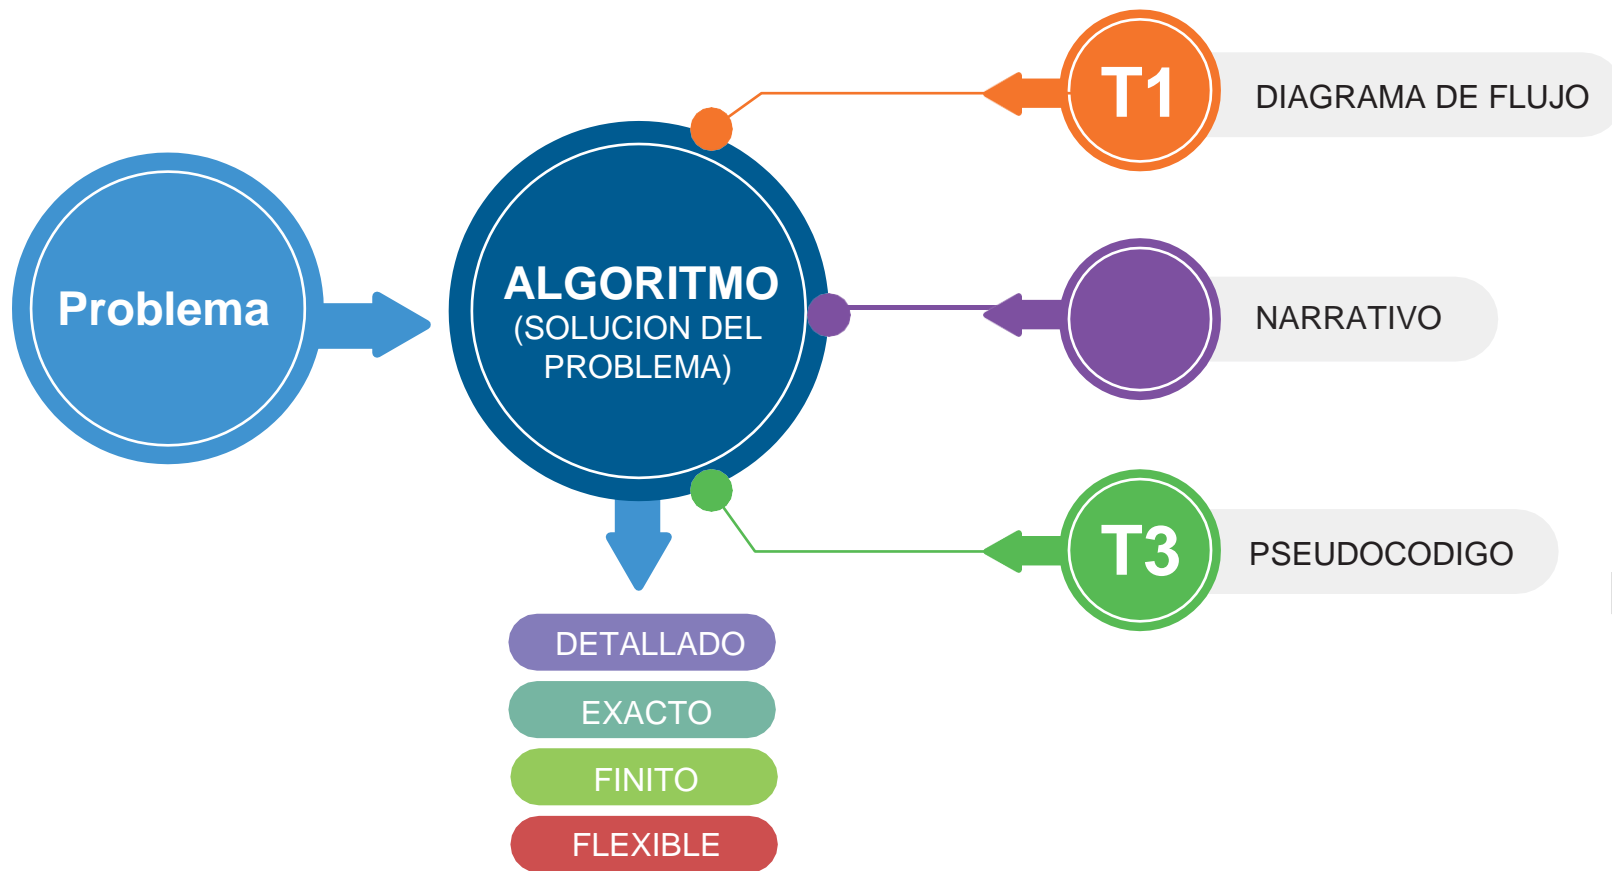 T1
DIAGRAMA DE FLUJO
Problema
ALGORITMO
(SOLUCION DEL
PROBLEMA)
NARRATIVO
T3
PSEUDOCODIGO
DETALLADO
EXACTO
FINITO
FLEXIBLE